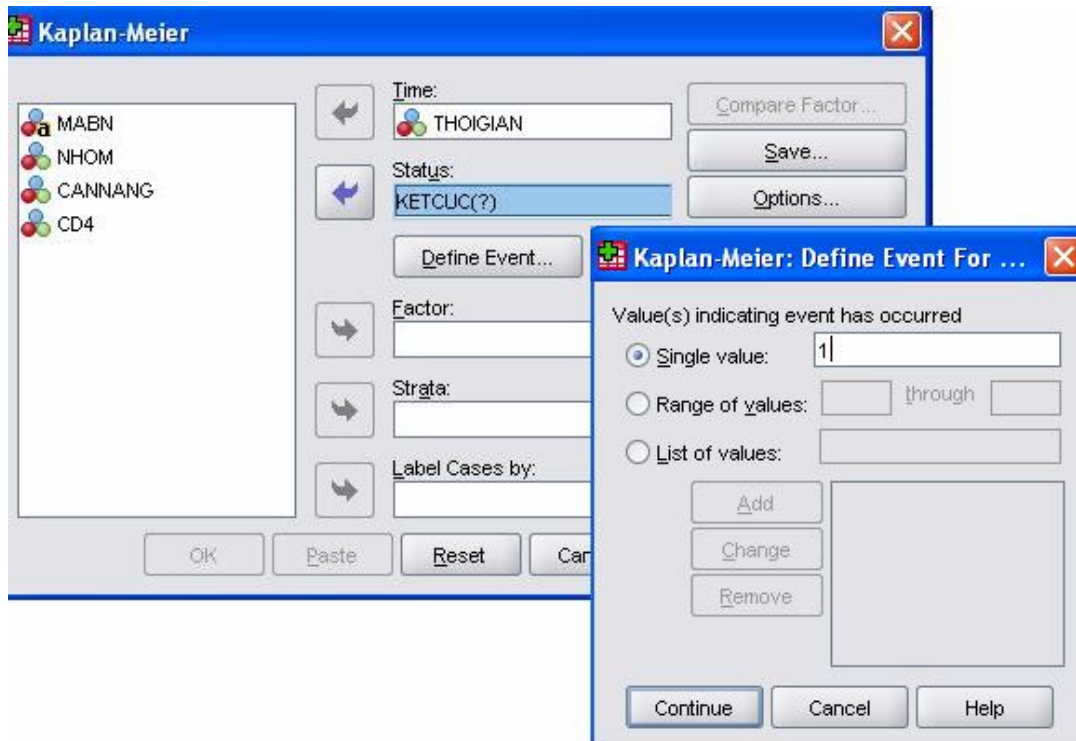 Kaplan-Meier
MABN
NHOM
CANNANG
CD4
Time:
THOIGIAN
Status:
KETCUC(?)
Define Event...
Factor:
Strata:
Label Cases by:
Compare Factor...
Save...
Options...
OK
Paste
Reset
Kaplan-Meier: Define Event For ...
Value(s) indicating event has occurred
Single value: 1
Range of values: through
List of values:
Add
Change
Remove
Continue Cancel Help